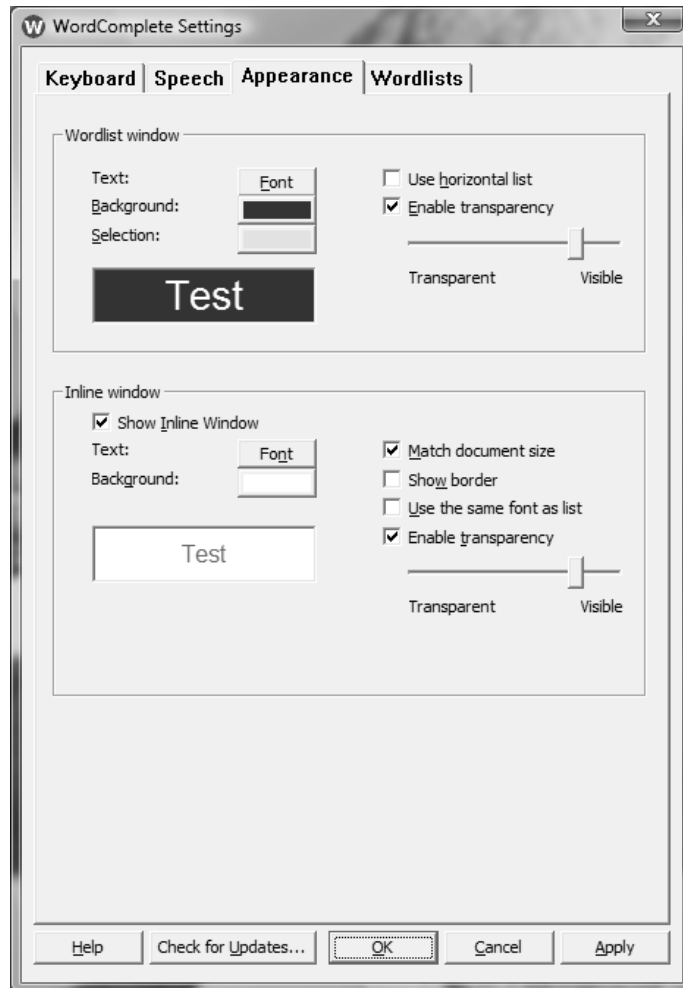 WordComplete Settings
Keyboard Speech Appearance Wordlists
Wordlist window
Text: Font
Background:
Selection:
Test
Use horizontal list
Enable transparency
Transparent Visible
Inline window
Show Inline Window
Text: Font
Background:
Test
Match document size
Show border
Use the same font as list
Enable transparency
Transparent Visible
Help Check for Updates... OK Cancel Apply